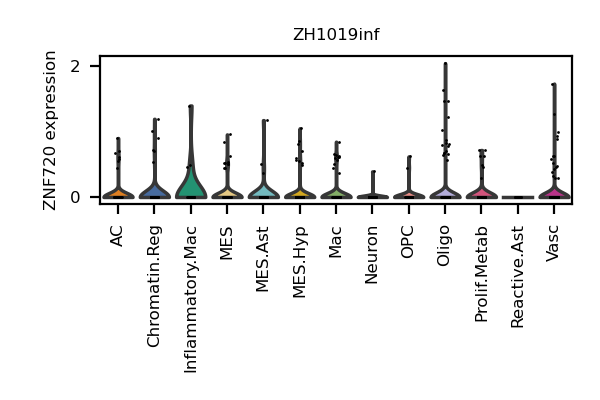 ZH1019inf
ZNF720 expression
2
0
AC
Chromatin.Reg
Inflammatory.Mac
MES
MES.Ast
MES.Hyp
Mac
Neuron
OPC
Oligo
Prolif.Metab
Reactive.Ast
Vasc